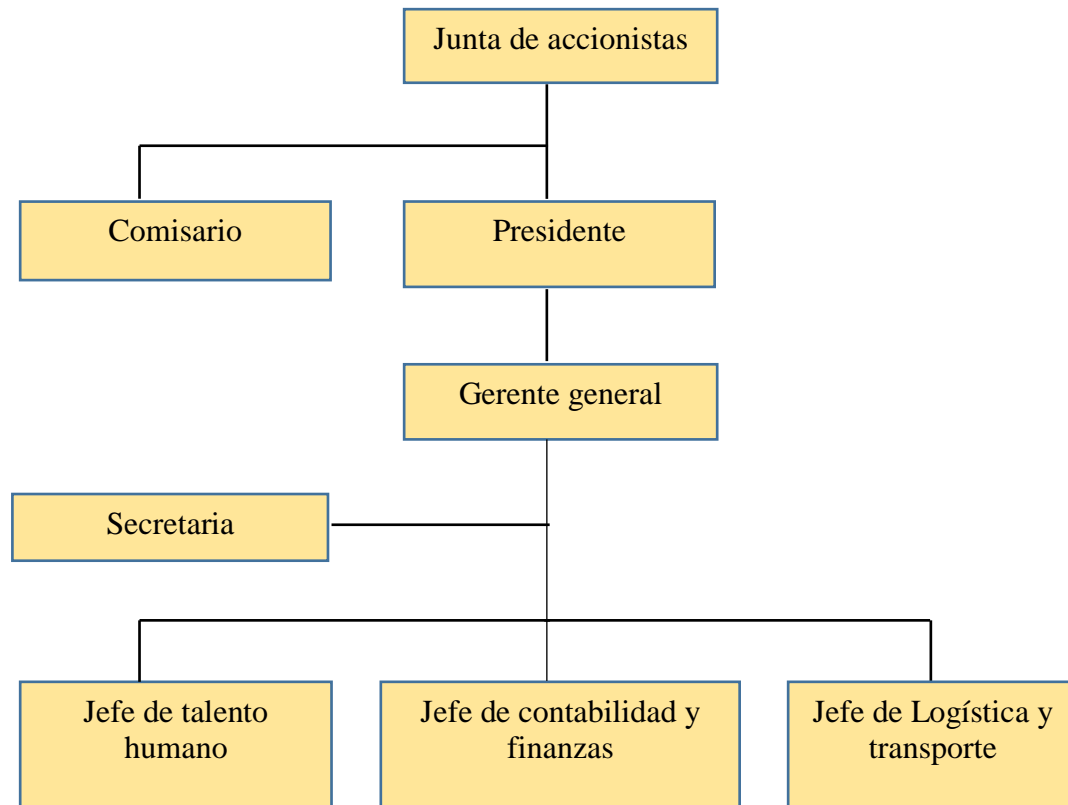 Junta de accionistas
Comisario
Presidente
Gerente general
Secretaria
Jefe de talento
humano
Jefe de contabilidad y
finanzas
Jefe de Logística y
transporte